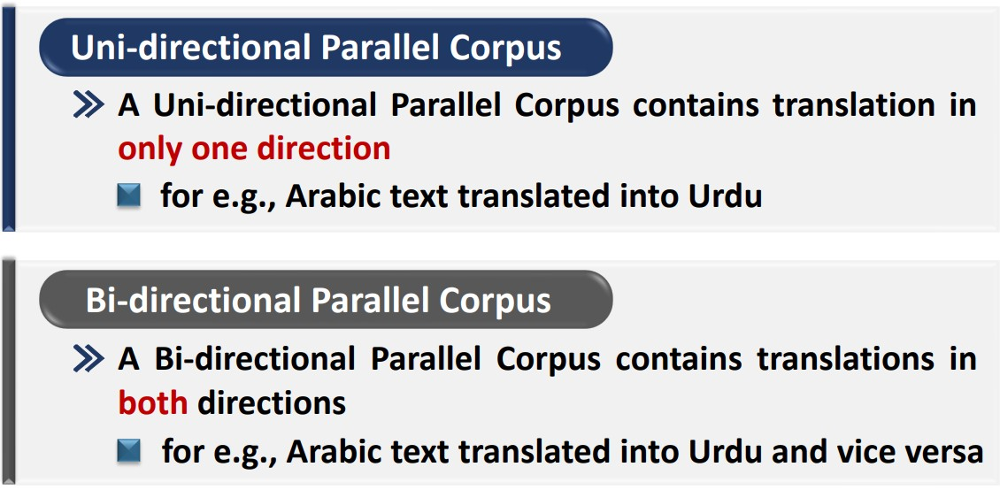 Uni-directional Parallel Corpus
A Uni-directional Parallel Corpus contains translation in
only one direction
for e.g., Arabic text translated into Urdu
Bi-directional Parallel Corpus
A Bi-directional Parallel Corpus contains translations in
both directions
for e.g., Arabic text translated into Urdu and vice versa